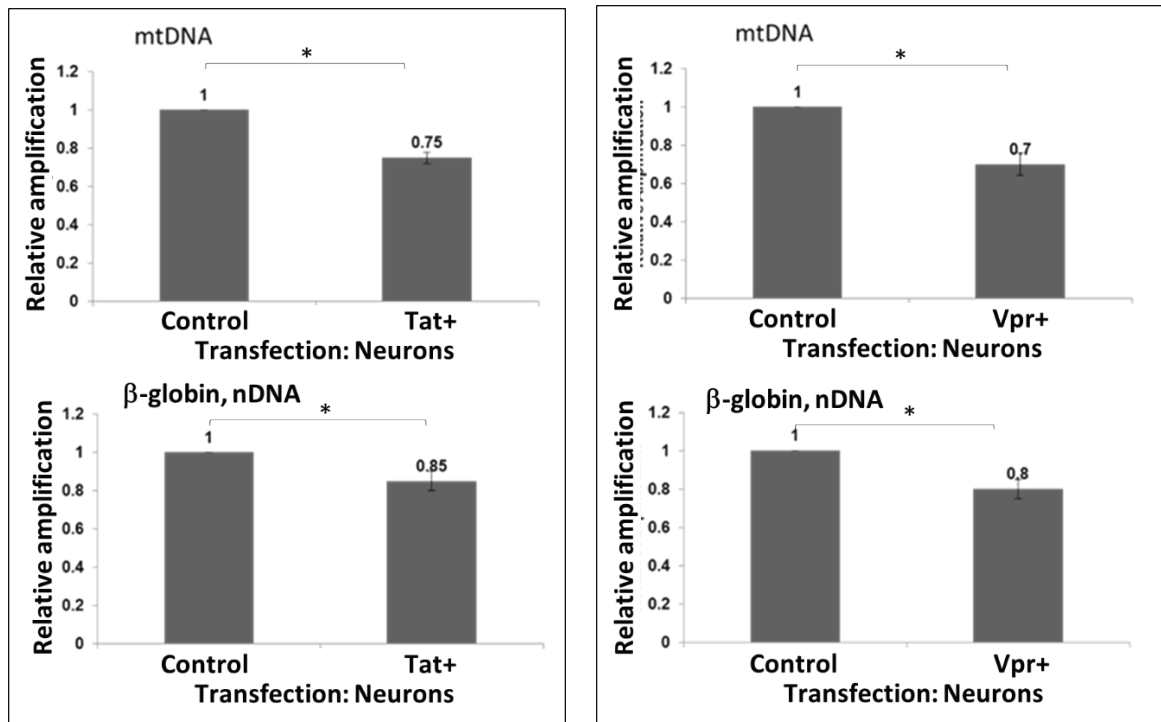 mtDNA
*
Relative amplification
1.2
1
0.8
0.6
0.4
0.2
0
1
0.75
Control Tat+
Transfection: Neurons
β-globin, nDNA
*
Relative amplification
1.2
1
0.8
0.6
0.4
0.2
0
1
0.85
Control Tat+
Transfection: Neurons
mtDNA
*
Relative amplification
Relative Amplification
1.2
1
0.8
0.6
0.4
0.2
0
1
0.7
Control Vpr+
Transfection: Neurons
β-globin, nDNA
*
Relative amplification
1.2
1
0.8
0.6
0.4
0.2
0
1
0.8
Control Vpr+
Transfection: Neurons